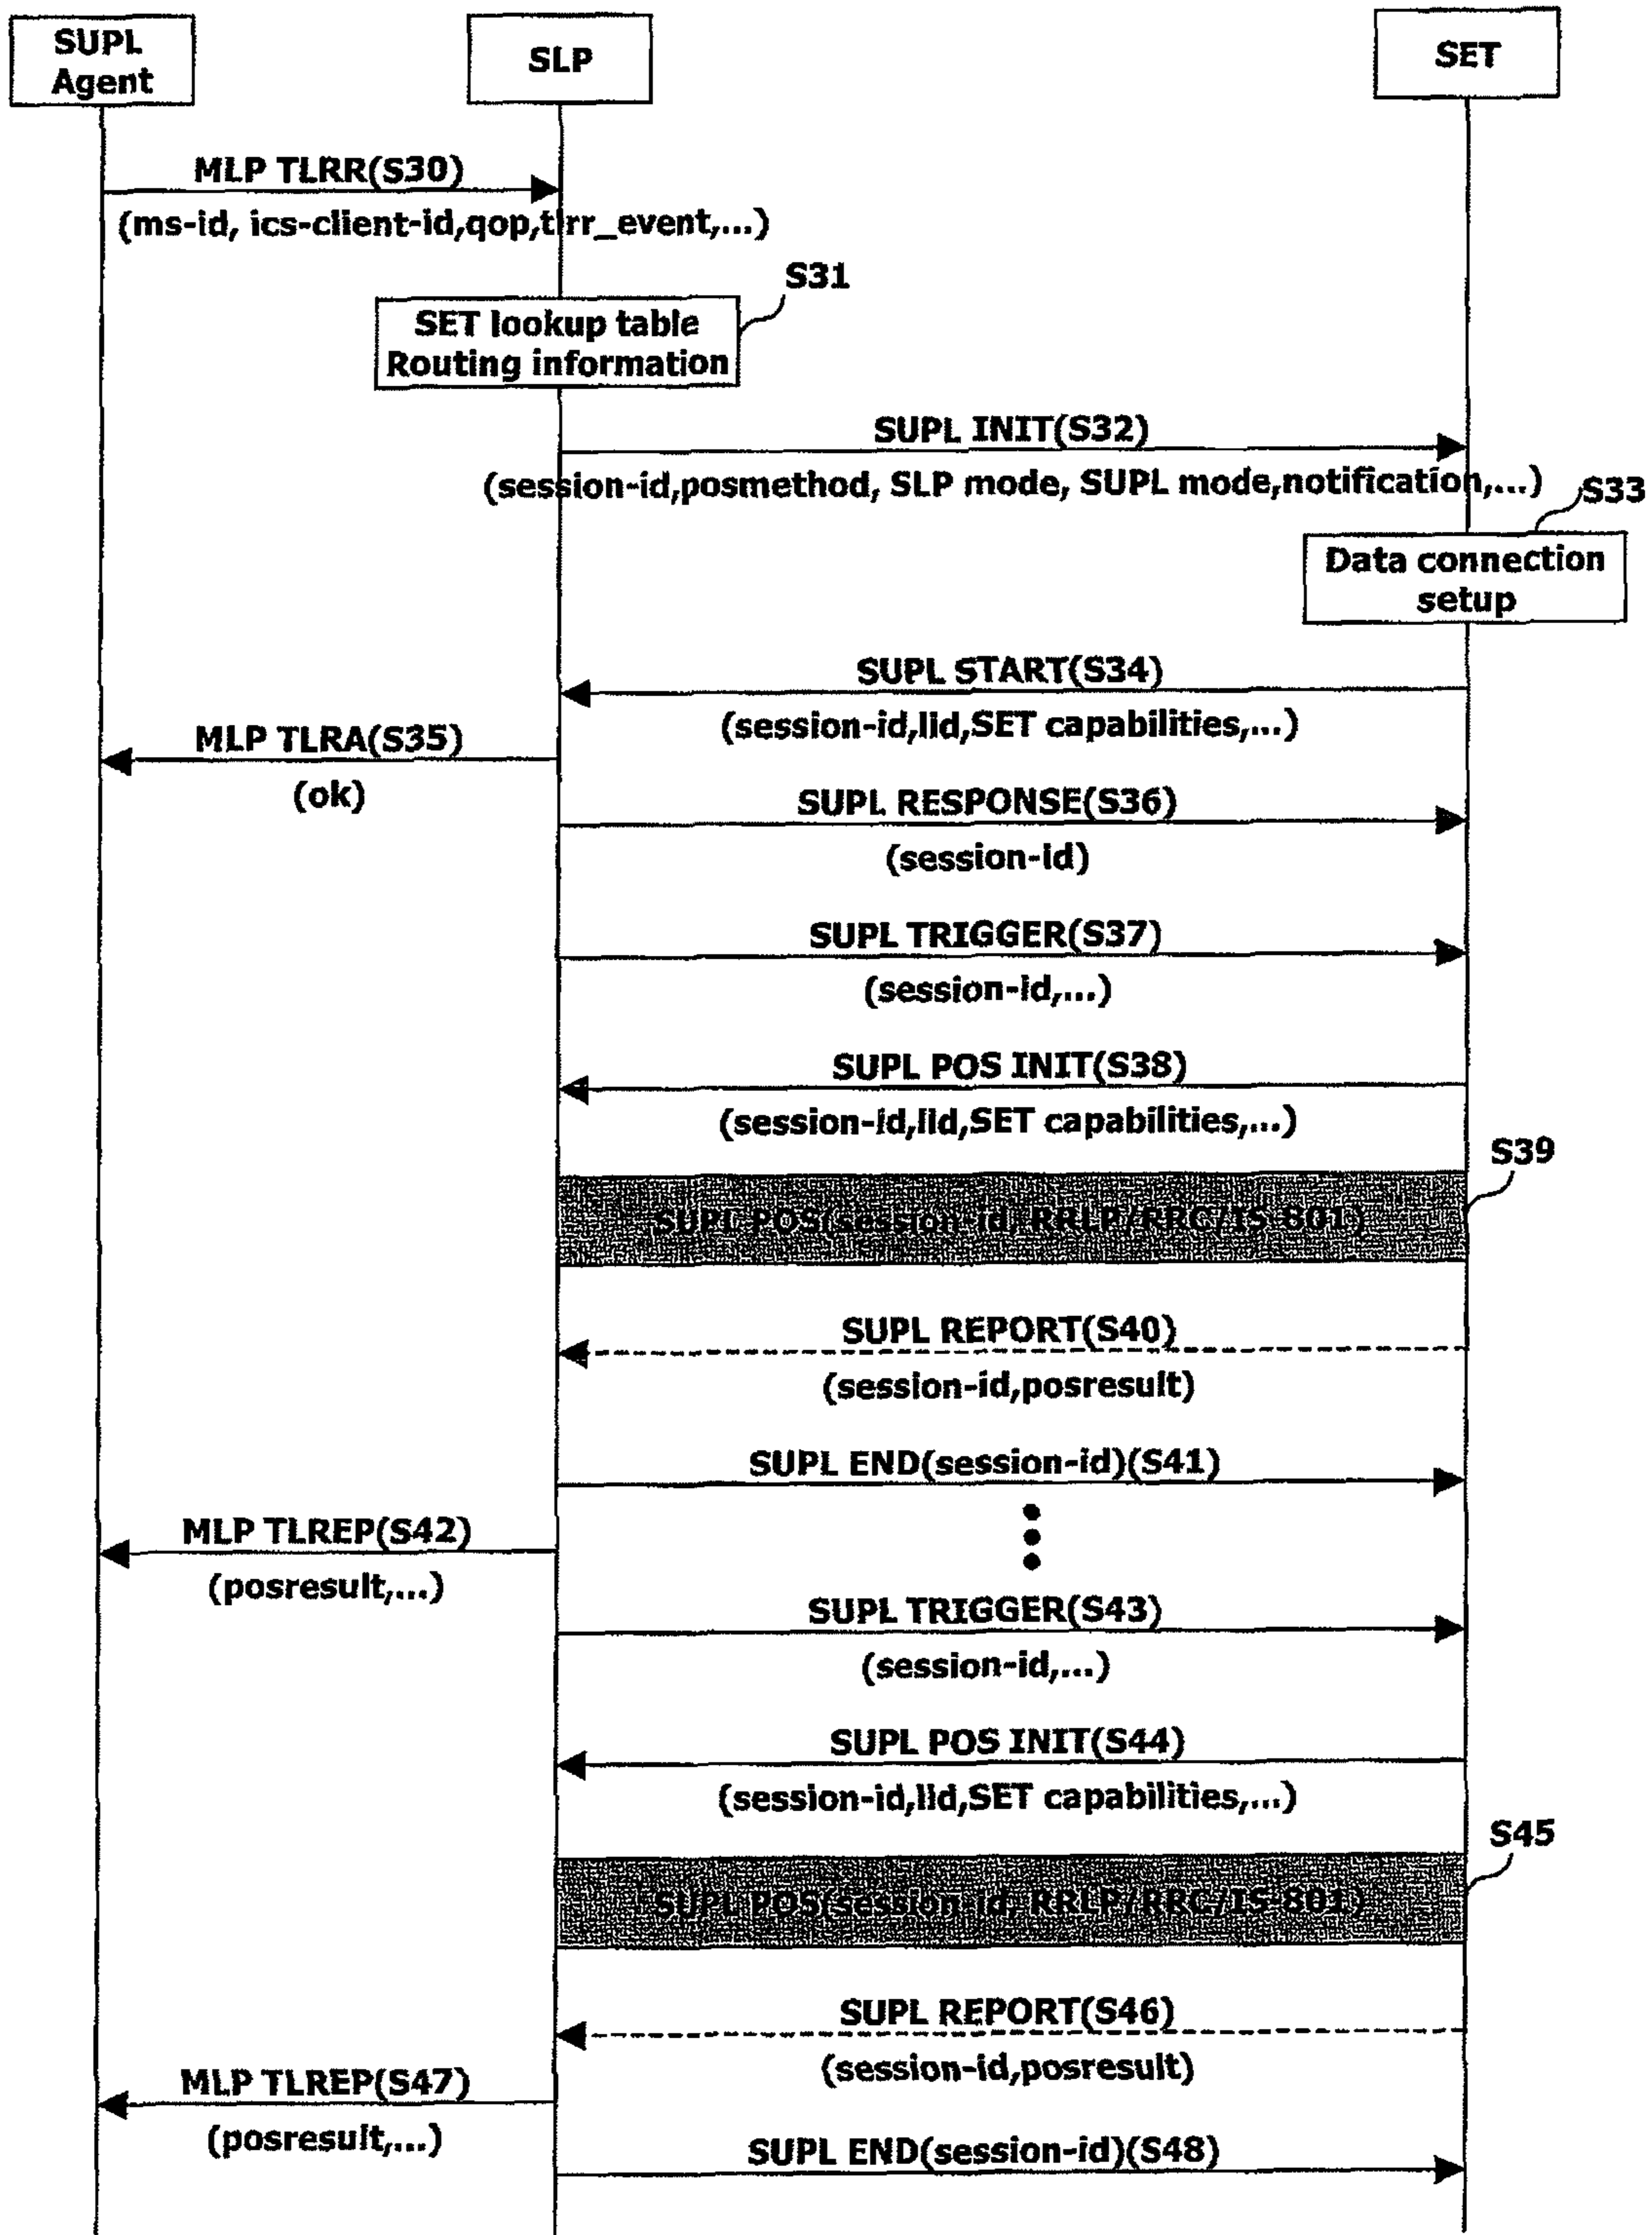 SUPL
Agent
SLP
SET
MLP TLRR(S30)
(ms-id, ics-client-id,qop,tlrr_event,...)
S31
SET lookup table
Routing information
SUPL INIT(S32)
(session-id,posmethod, SLP mode, SUPL mode,notification,...)
S33
Data connection
setup
SUPL START(S34)
(session-id,lid,SET capabilities,...)
MLP TLRA(S35)
(ok)
SUPL RESPONSE(S36)
(session-id)
SUPL TRIGGER(S37)
(session-id,...)
SUPL POS INIT(S38)
(session-id,lid,SET capabilities,...)
S39
SUPL POS(session-id, RRLP/RRC/IS-801)
SUPL REPORT(S40)
(session-id,posresult)
SUPL END(session-id)(S41)
MLP TLREP(S42)
(posresult,...)
SUPL TRIGGER(S43)
(session-id,...)
SUPL POS INIT(S44)
(session-id,lid,SET capabilities,...)
S45
SUPL POS(session-id, RRLP/RRC/IS-801)
SUPL REPORT(S46)
(session-id,posresult)
MLP TLREP(S47)
(posresult,...)
SUPL END(session-id)(S48)